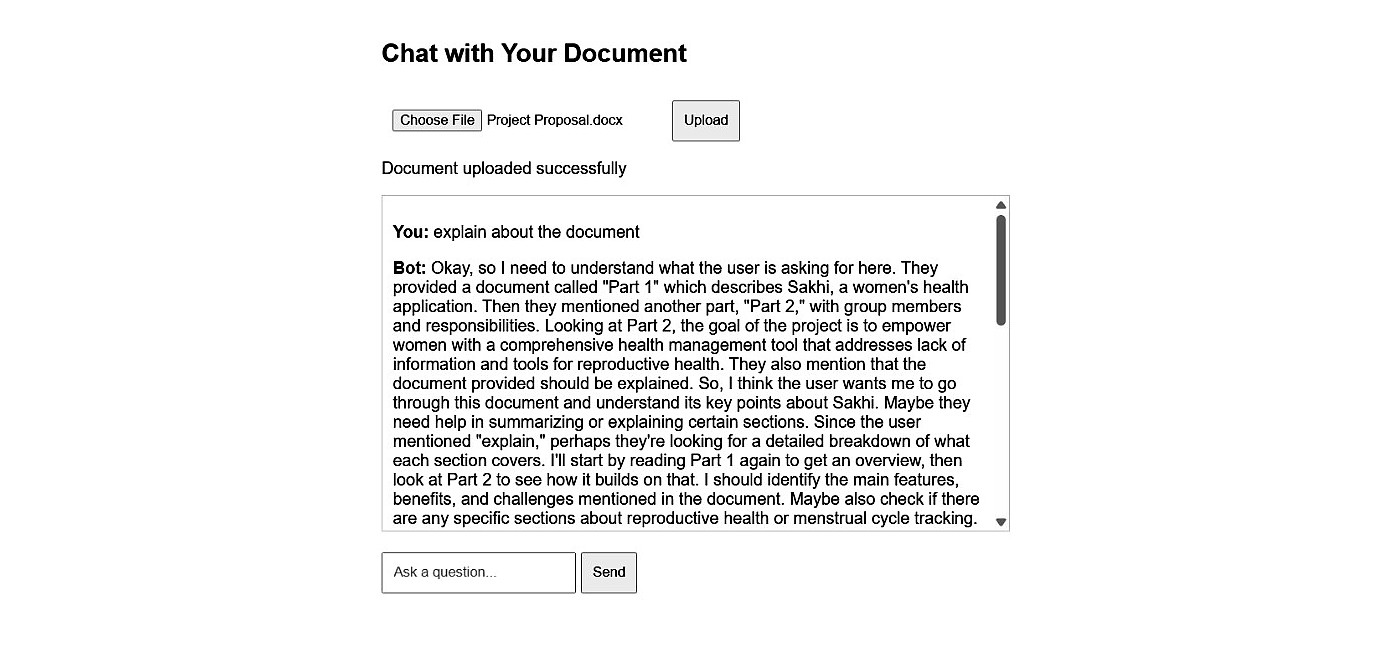 Chat with Your Document
Choose File Project Proposal.docx Upload
Document uploaded successfully
You: explain about the document
Bot: Okay, so I need to understand what the user is asking for here. They
provided a document called "Part 1" which describes Sakhi, a women's health
application. Then they mentioned another part, "Part 2," with group members
and responsibilities. Looking at Part 2, the goal of the project is to empower
women with a comprehensive health management tool that addresses lack of
information and tools for reproductive health. They also mention that the
document provided should be explained. So, I think the user wants me to go
through this document and understand its key points about Sakhi. Maybe they
need help in summarizing or explaining certain sections. Since the user
mentioned "explain," perhaps they're looking for a detailed breakdown of what
each section covers. I'll start by reading Part 1 again to get an overview, then
look at Part 2 to see how it builds on that. I should identify the main features,
benefits, and challenges mentioned in the document. Maybe also check if there
are any specific sections about reproductive health or menstrual cycle tracking.
Ask a question... Send